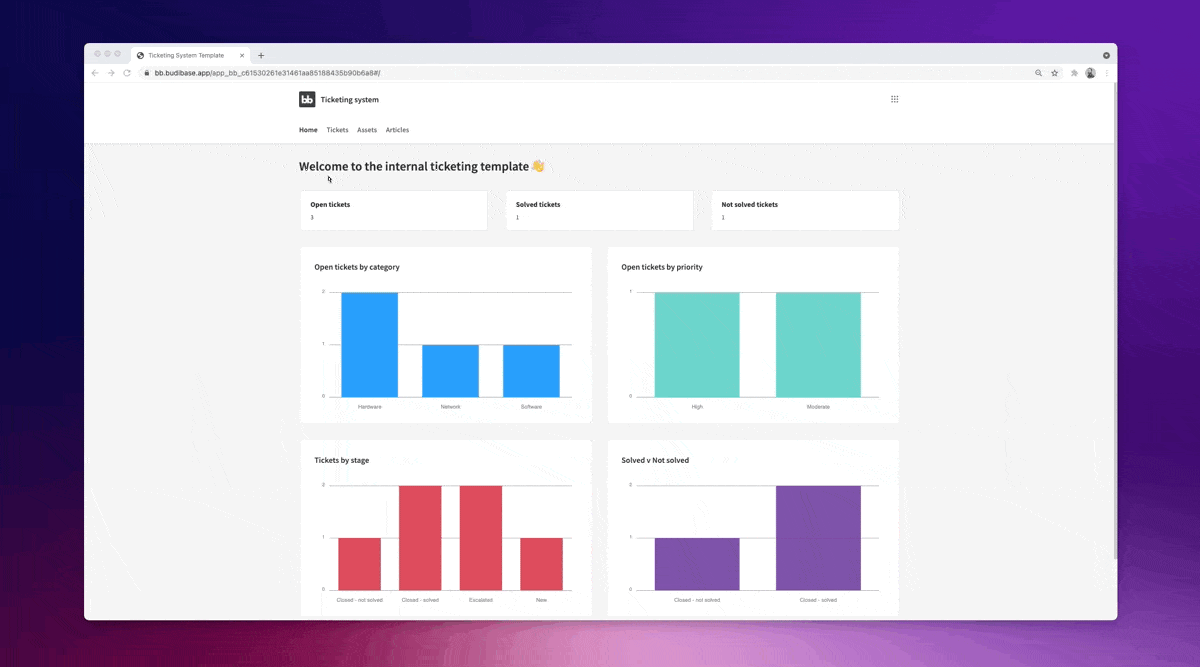 Ticketing System Template
bb.budibase.app/app_bb_c61530261e31461aa85188435b90b6a8#/
bb Ticketing system
Home Tickets Assets Articles
Welcome to the internal ticketing template 👋
Open tickets Solved tickets Not solved tickets
3 1 1
Open tickets by category
2
1
0
Hardware Network Software
Open tickets by priority
1
0
High Moderate
Tickets by stage
2
1
0
Closed - not solved Closed - solved Escalated New
Solved v Not solved
2
1
0
Closed - not solved Closed - solved